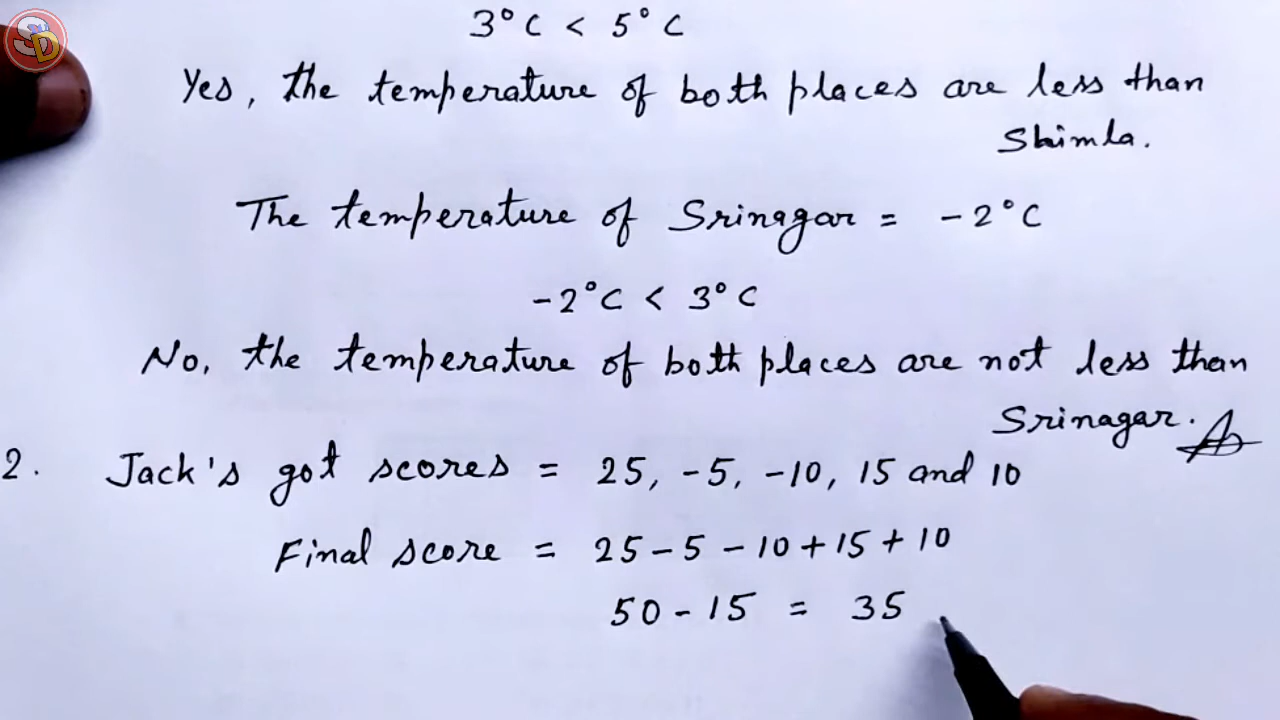 3°C < 5°C
Yes, the temperature of both places are less than
Shimla.
The temperature of Srinagar = -2°C
-2°C < 3°C
No, the temperature of both places are not less than
Srinagar.
2. Jack's got scores = 25, -5, -10, 15 and 10
Final score = 25 - 5 - 10 + 15 + 10
50 - 15 = 35